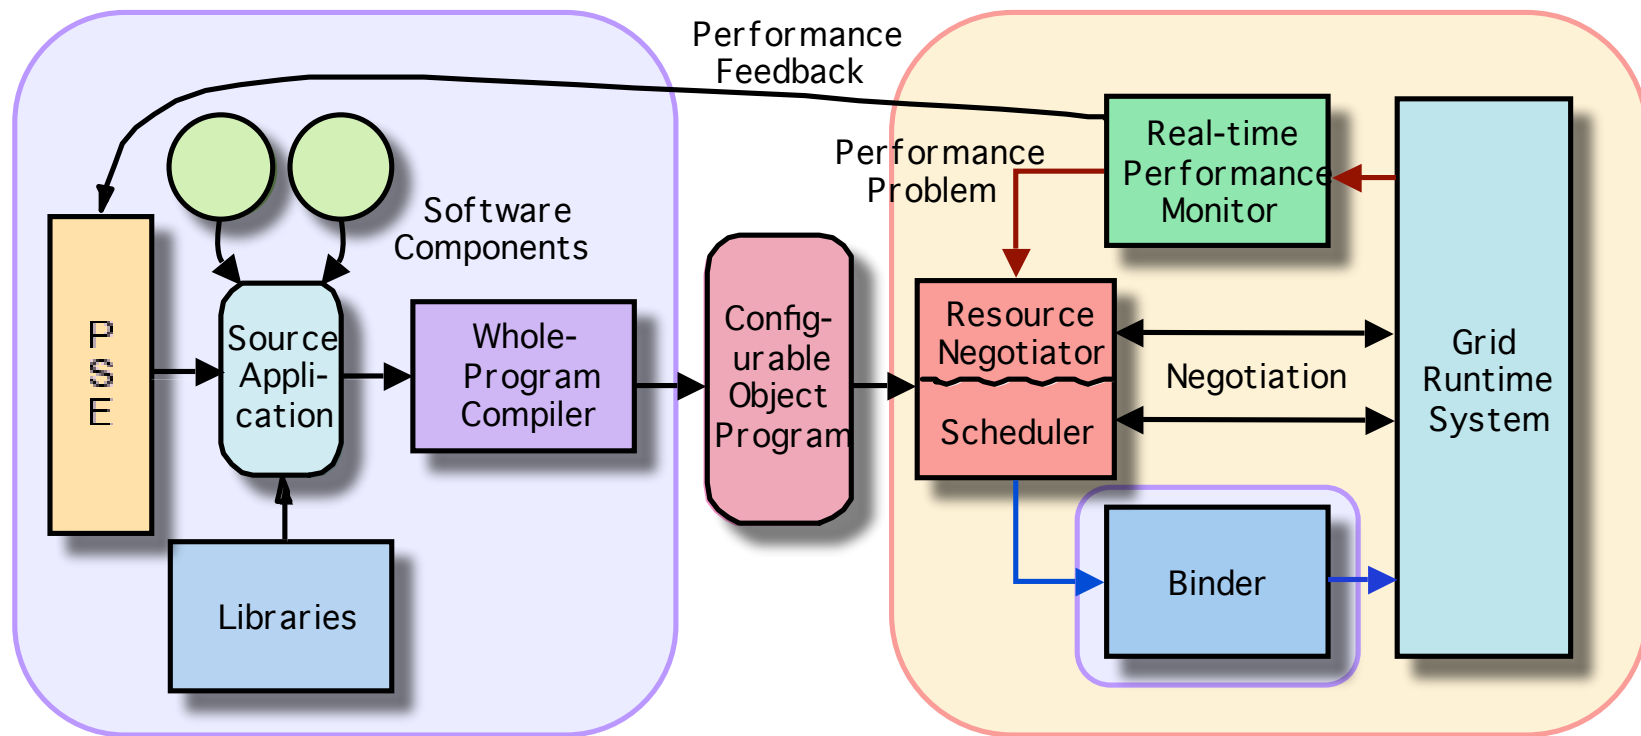 Performance
Feedback
Software
Components
P
S
E
Source
Appli-
cation
Libraries
Whole-
Program
Compiler
Config-
urable
Object
Program
Performance
Problem
Real-time
Performance
Monitor
Resource
Negotiator
Scheduler
Negotiation
Binder
Grid
Runtime
System